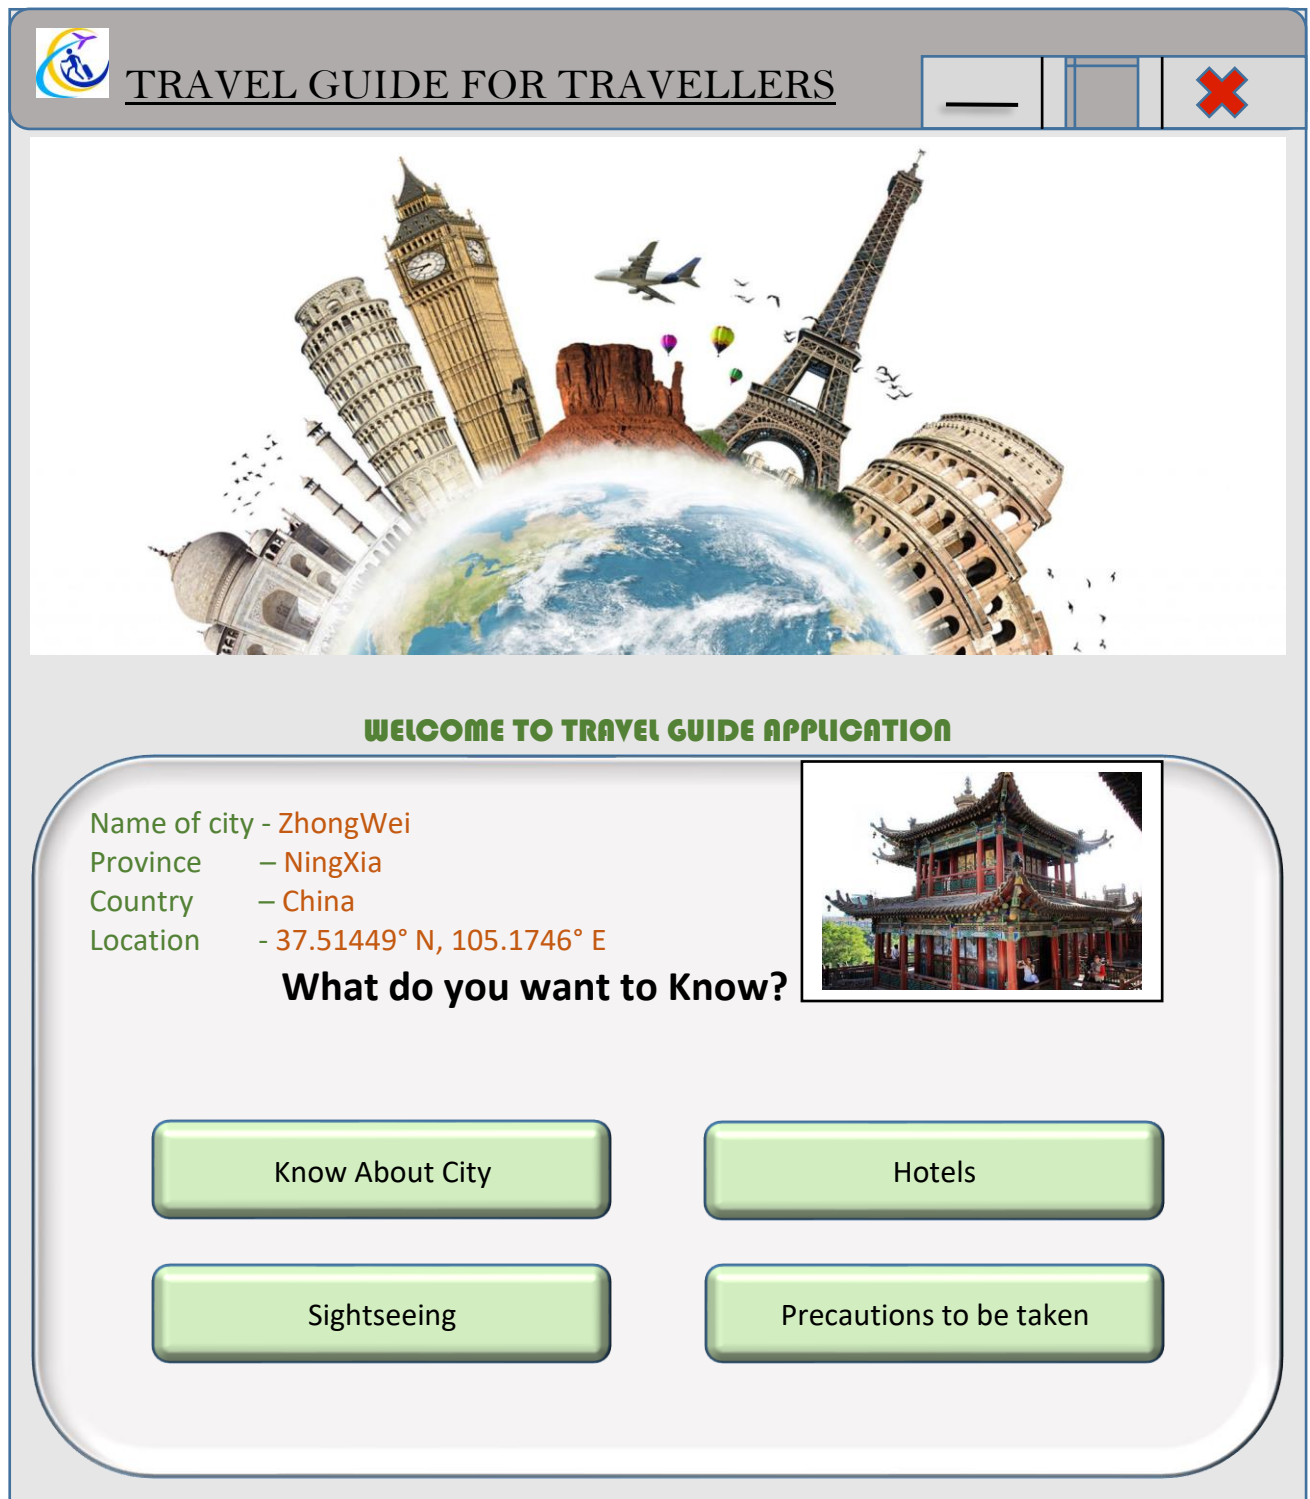 TRAVEL GUIDE FOR TRAVELLERS
WELCOME TO TRAVEL GUIDE APPLICATION
Name of city - ZhongWei
Province – NingXia
Country – China
Location - 37.51449° N, 105.1746° E
What do you want to Know?
Know About City
Hotels
Sightseeing
Precautions to be taken